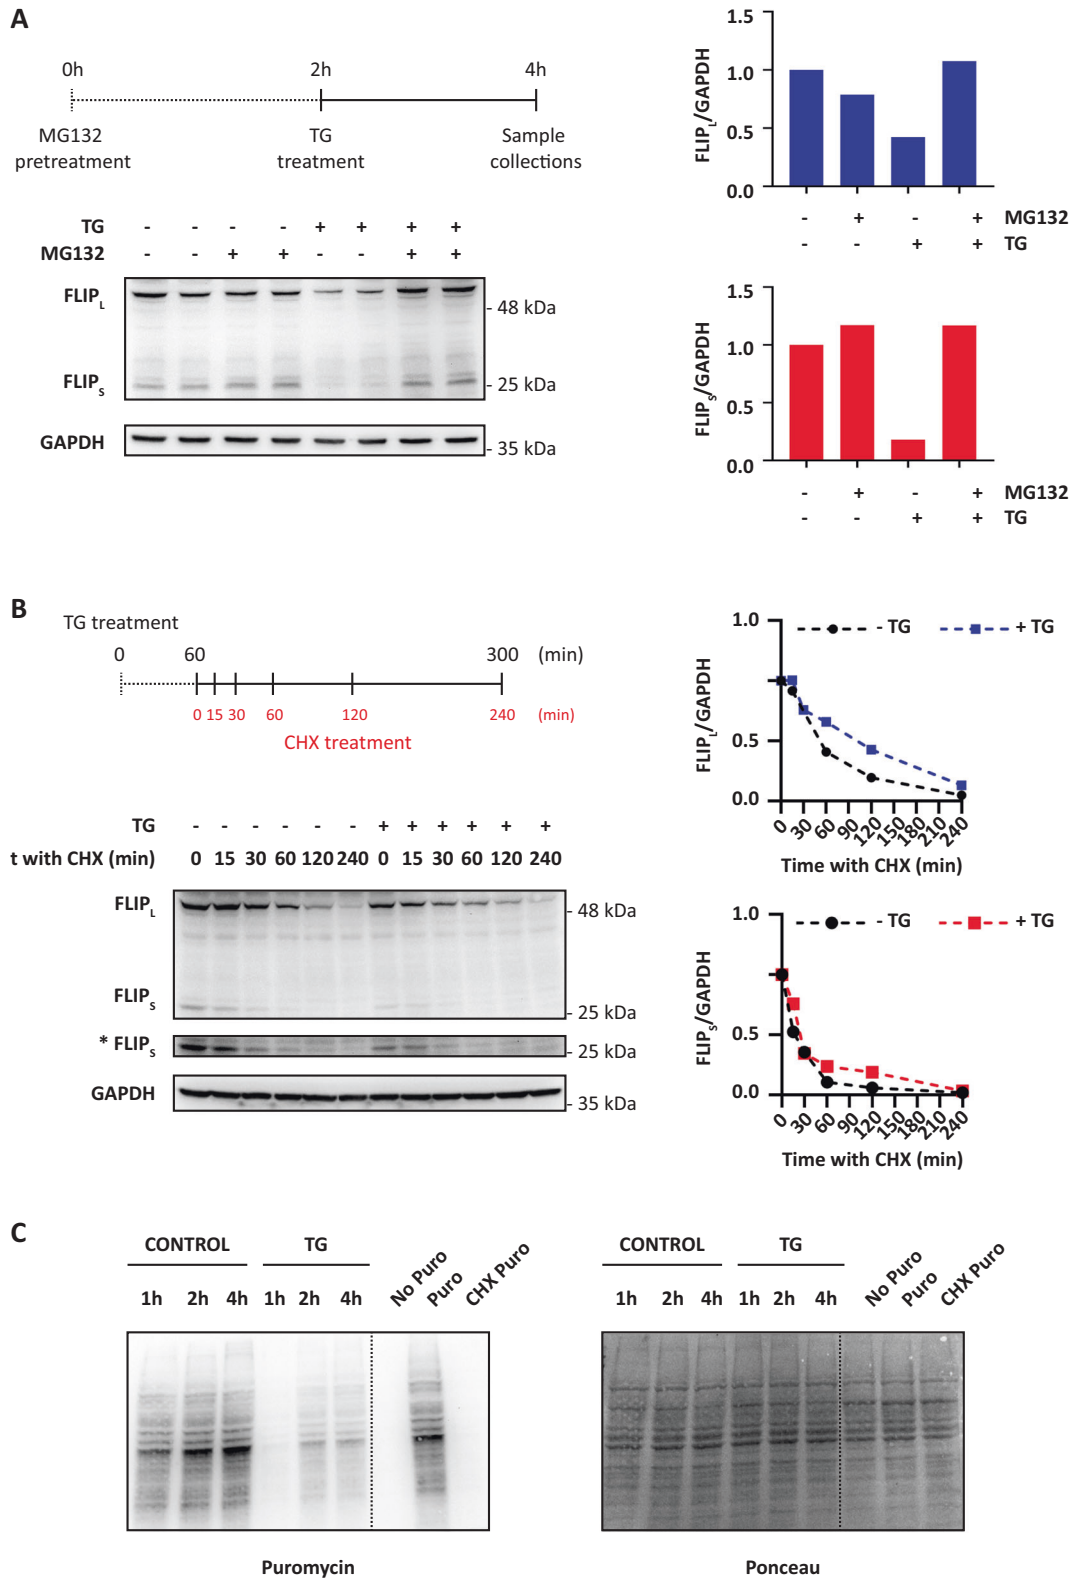 A
0h 2h 4h
MG132 pretreatment TG treatment Sample collections
TG - - - - + + + +
MG132 - - + + - - + +
FLIPL
- 48 kDa
FLIPS
- 25 kDa
GAPDH
- 35 kDa
FLIPL/GAPDH
1.5
1.0
0.5
0.0
- + - + MG132
- - + + TG
FLIPS/GAPDH
1.5
1.0
0.5
0.0
- + - + MG132
- - + + TG
B
TG treatment
0 60 300 (min)
0 15 30 60 120 240 (min)
CHX treatment
TG - - - - - - + + + + + +
t with CHX (min) 0 15 30 60 120 240 0 15 30 60 120 240
FLIPL
- 48 kDa
FLIPS
- 25 kDa
* FLIPS
- 25 kDa
GAPDH
- 35 kDa
- TG + TG
FLIPL/GAPDH
1.0
0.5
0.0
0 30 60 90 120 150 180 210 240
Time with CHX (min)
- TG + TG
FLIPS/GAPDH
1.0
0.5
0.0
0 30 60 90 120 150 180 210 240
Time with CHX (min)
C
CONTROL TG No Puro Puro CHX Puro
1h 2h 4h 1h 2h 4h
Puromycin
CONTROL TG No Puro Puro CHX Puro
1h 2h 4h 1h 2h 4h
Ponceau